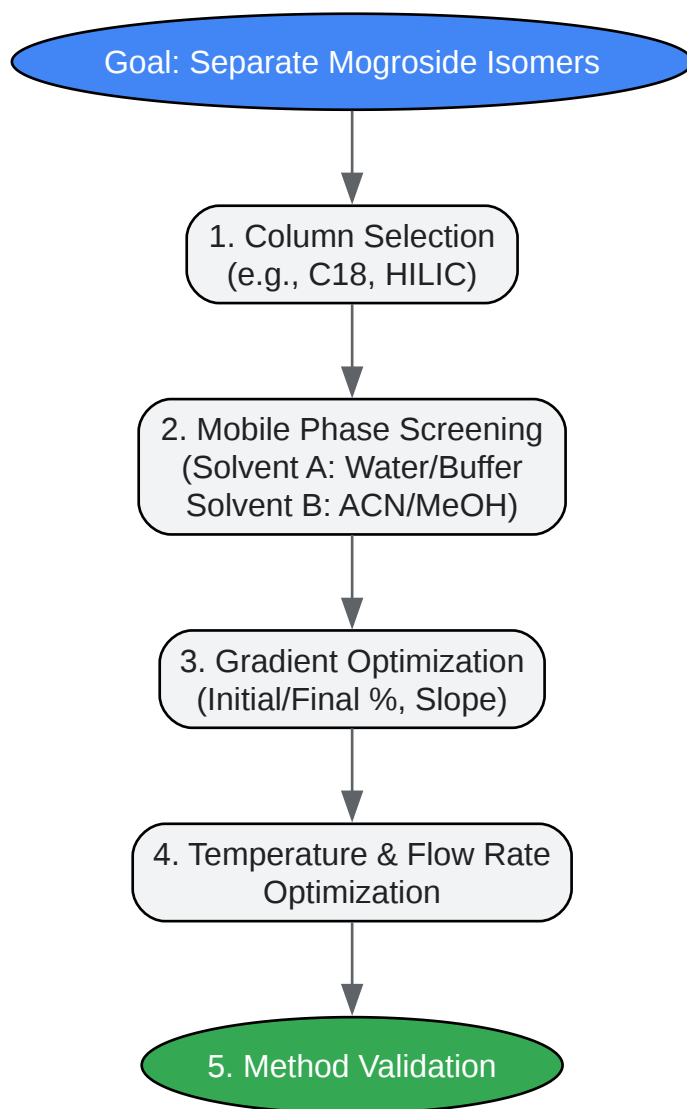 Goal: Separate Mogroside Isomers
1. Column Selection
(e.g., C18, HILIC)
2. Mobile Phase Screening
(Solvent A: Water/Buffer
Solvent B: ACN/MeOH)
3. Gradient Optimization
(Initial/Final %, Slope)
4. Temperature & Flow Rate
Optimization
5. Method Validation